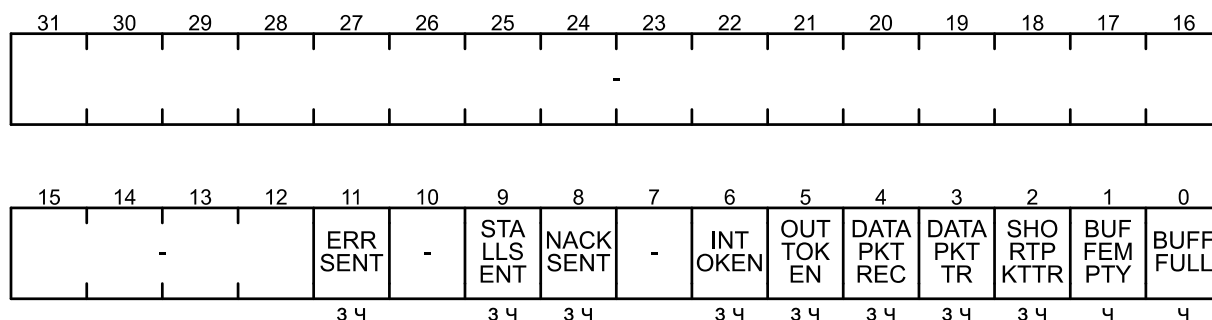 31 30 29 28 27 26 25 24 23 22 21 20 19 18 17 16
-
15 14 13 12 11 10 9 8 7 6 5 4 3 2 1 0
- ERR SENT - STA LLS ENT NACK SENT - INT OKEN OUT TOK EN DATA PKT REC DATA PKT TR SHO RTP KTTR BUF FEM PTY BUFF FULL
з ч з ч з ч з ч з ч з ч з ч з ч ч ч